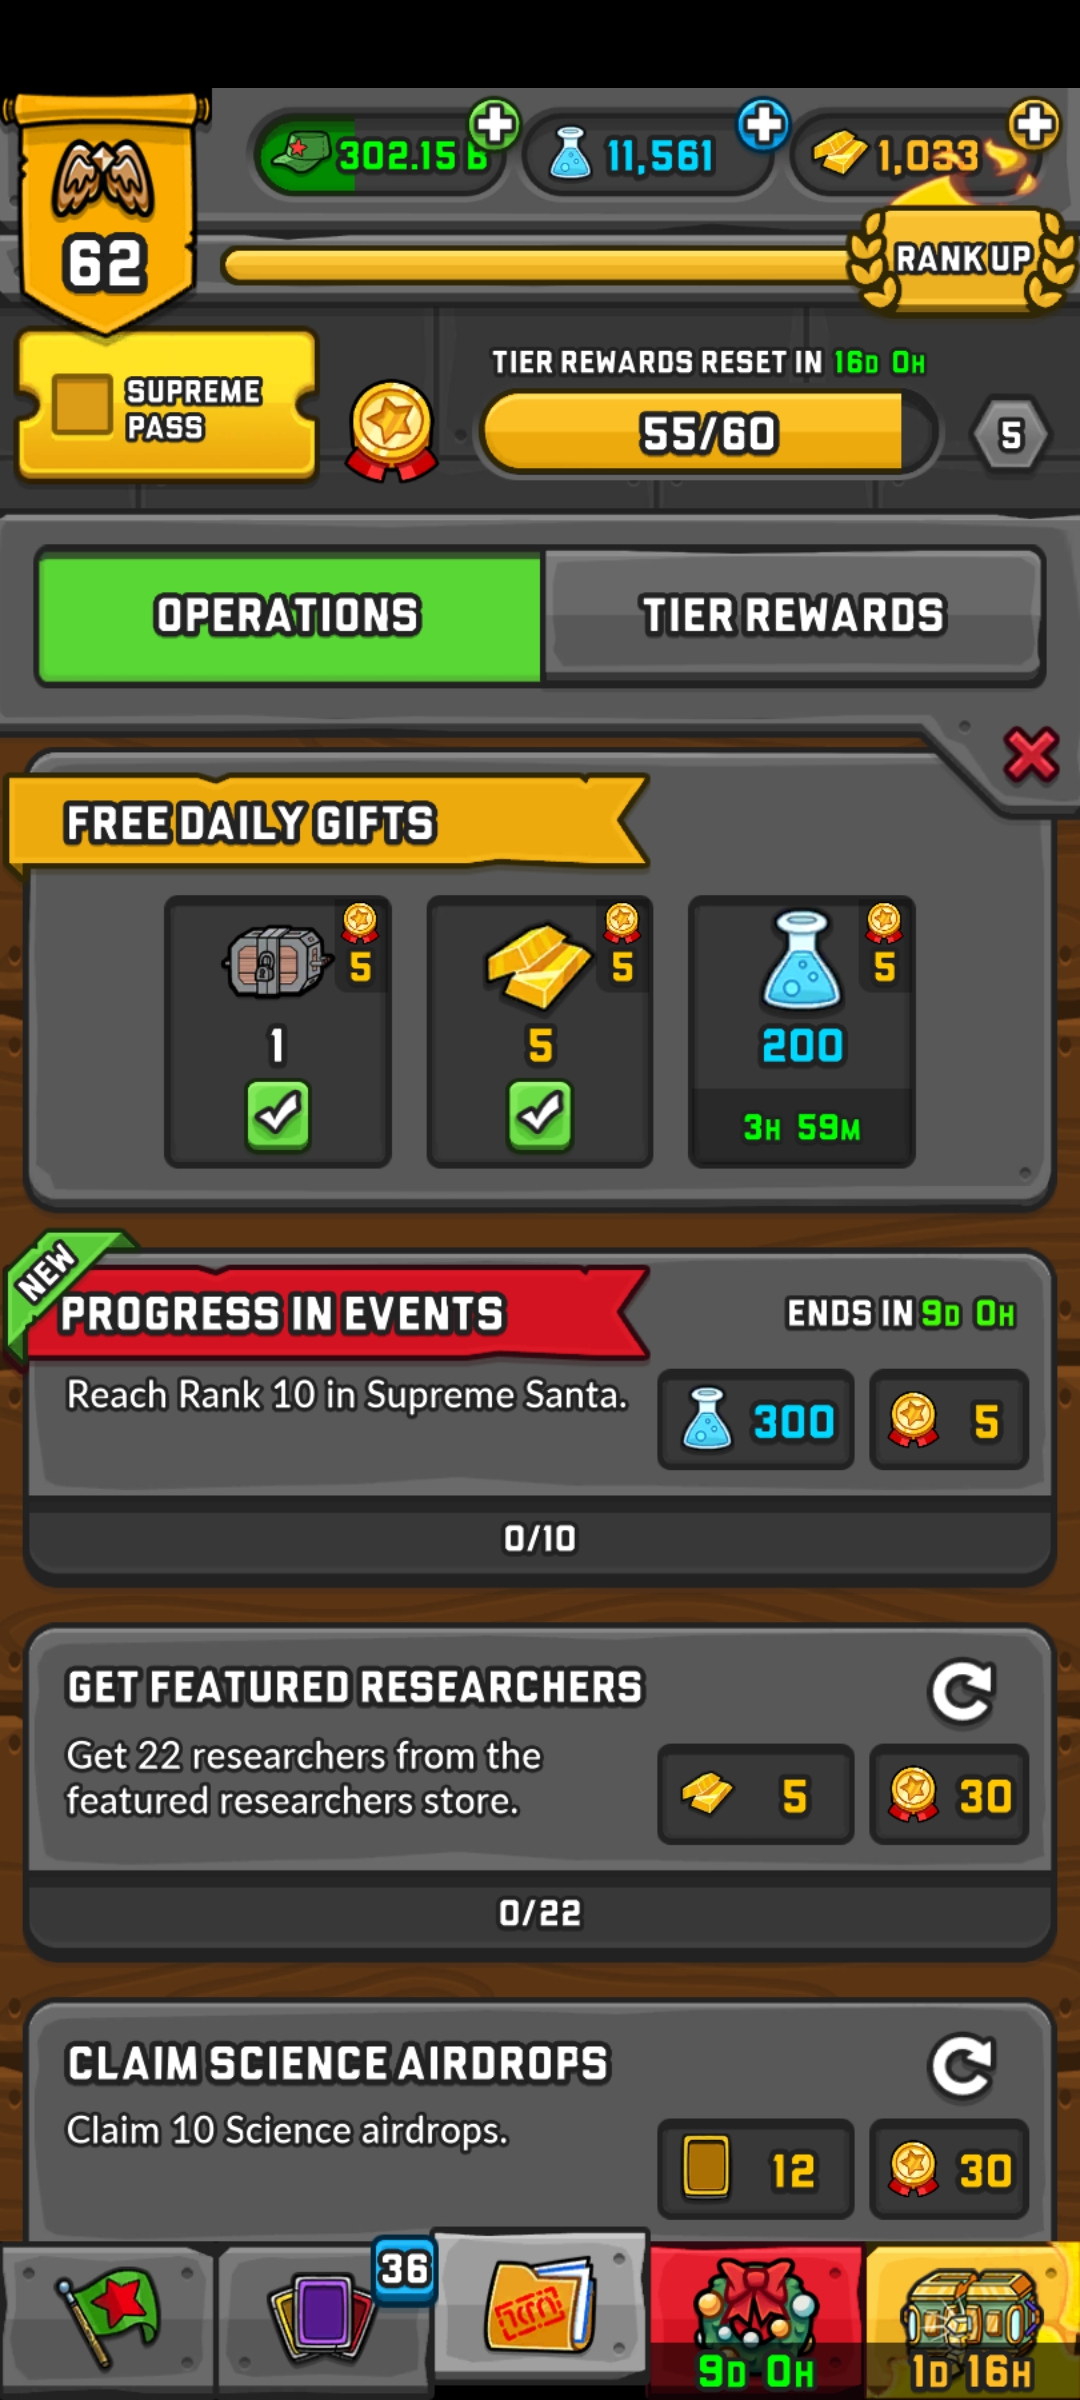 302.15 B
11,561
1,033
62
RANK UP
SUPREME
PASS
TIER REWARDS RESET IN 16D 0H
55/60
5
OPERATIONS
TIER REWARDS
FREE DAILY GIFTS
5
5
5
1
5
200
3H 59M
NEW
PROGRESS IN EVENTS
ENDS IN 9D 0H
Reach Rank 10 in Supreme Santa.
300
5
0/10
GET FEATURED RESEARCHERS
Get 22 researchers from the
featured researchers store.
5
30
0/22
CLAIM SCIENCE AIRDROPS
Claim 10 Science airdrops.
12
30
36
9D 0H
1D 16H